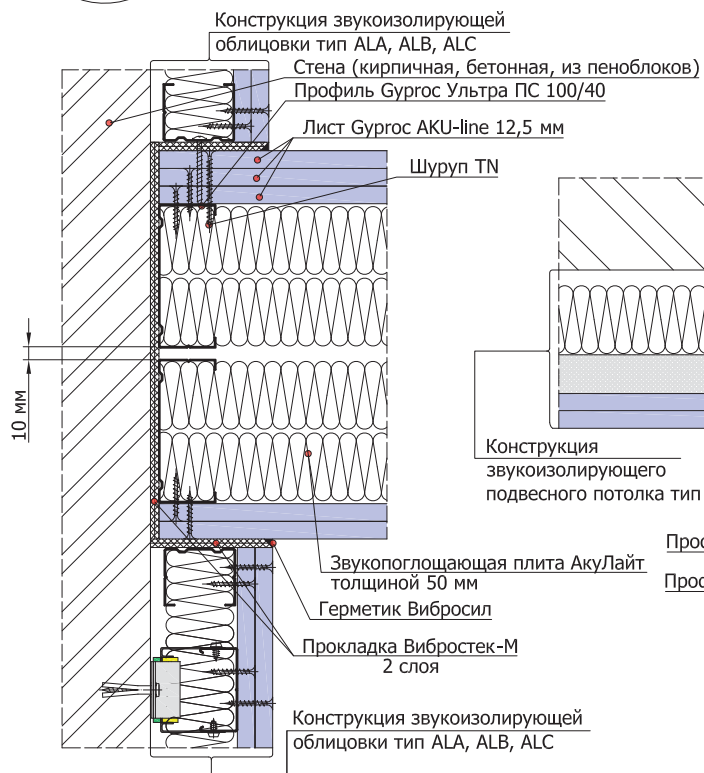 Конструкция звукоизолирующей
облицовки тип ALA, ALB, ALC
Стена (кирпичная, бетонная, из пеноблоков)
Профиль Gyproc Ультра ПС 100/40
Лист Gyproc AKU-line 12,5 мм
Шуруп TN
10 мм
Конструкция
звукоизолирующего
подвесного потолка тип
Звукопоглощающая плита АкуЛайт
толщиной 50 мм
Герметик Вибросил
Прокладка Вибростек-М
2 слоя
Конструкция звукоизолирующей
облицовки тип ALA, ALB, ALC